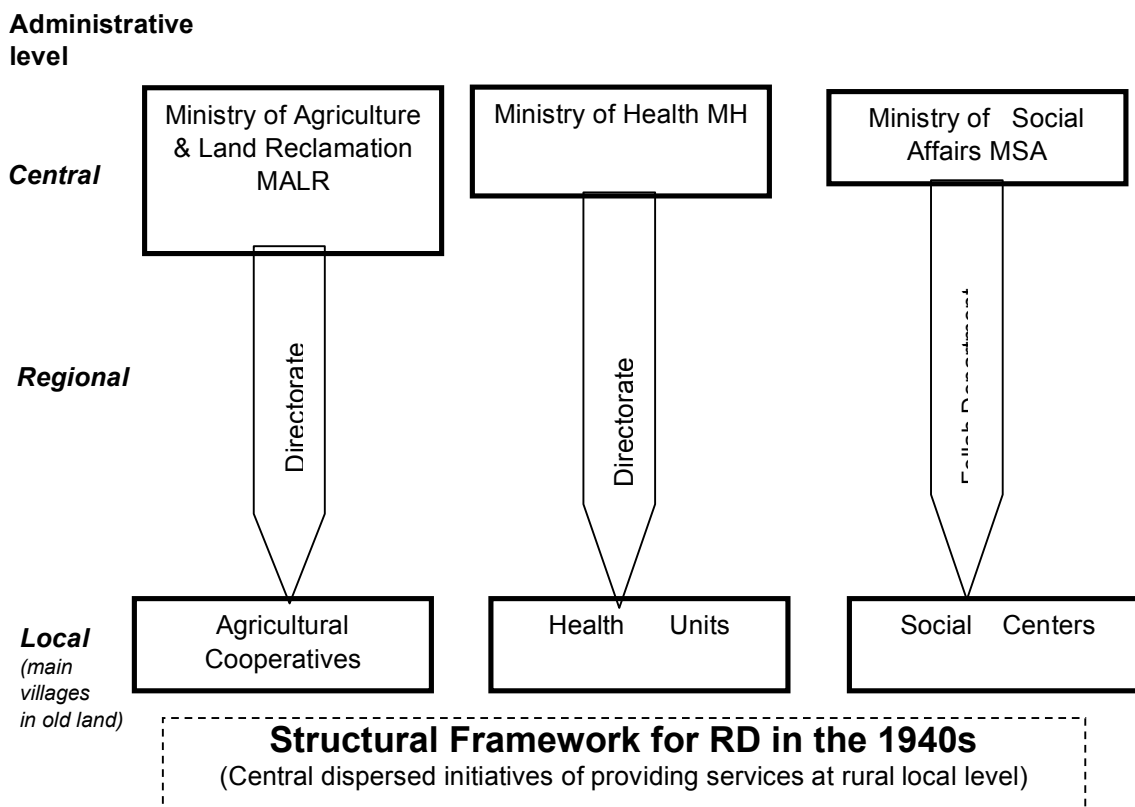 Administrative
level
Ministry of Agriculture
& Land Reclamation
MALR
Ministry of Health MH
Ministry of Social
Affairs MSA
Central
Regional
Directorate
Directorate
Fellah Department
Local
(main
villages
in old land)
Agricultural
Cooperatives
Health Units
Social Centers
Structural Framework for RD in the 1940s
(Central dispersed initiatives of providing services at rural local level)